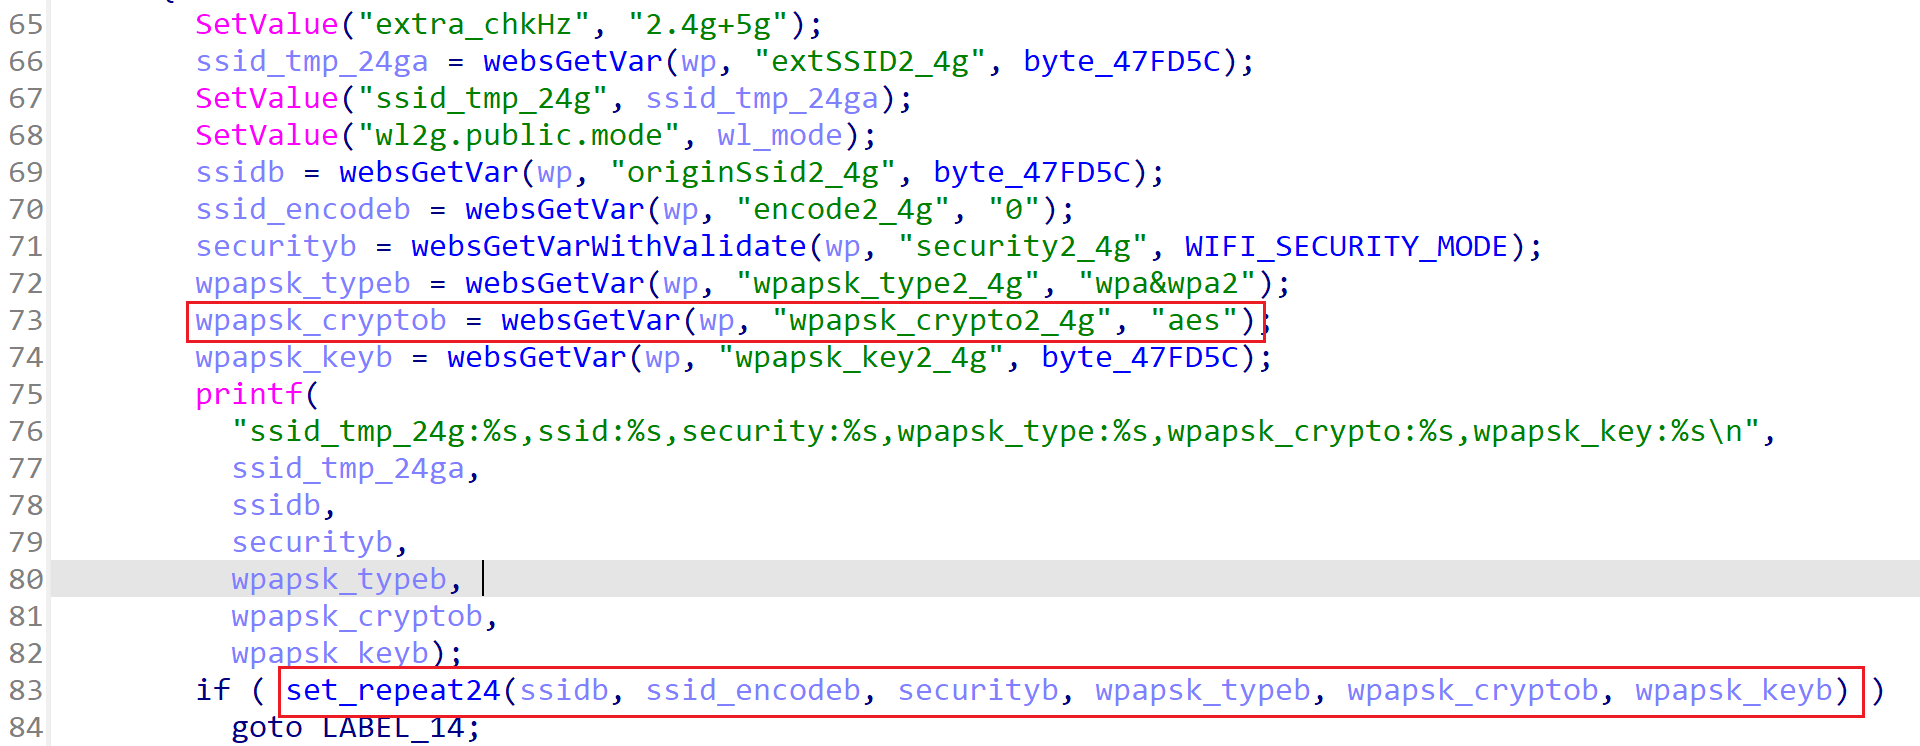 65 SetValue("extra_chkHz", "2.4g+5g");
66 ssid_tmp_24ga = websGetVar(wp, "extSSID2_4g", byte_47FD5C);
67 SetValue("ssid_tmp_24g", ssid_tmp_24ga);
68 SetValue("wl2g.public.mode", wl_mode);
69 ssidb = websGetVar(wp, "originSsid2_4g", byte_47FD5C);
70 ssid_encodeb = websGetVar(wp, "encode2_4g", "0");
71 securityb = websGetVarWithValidate(wp, "security2_4g", WIFI_SECURITY_MODE);
72 wpapsk_typeb = websGetVar(wp, "wpapsk_type2_4g", "wpa&wpa2");
73 wpapsk_cryptob = websGetVar(wp, "wpapsk_crypto2_4g", "aes");
74 wpapsk_keyb = websGetVar(wp, "wpapsk_key2_4g", byte_47FD5C);
75 printf(
76 "ssid_tmp_24g:%s,ssid:%s,security:%s,wpapsk_type:%s,wpapsk_crypto:%s,wpapsk_key:%s\n",
77 ssid_tmp_24ga,
78 ssidb,
79 securityb,
80 wpapsk_typeb,
81 wpapsk_cryptob,
82 wpapsk_keyb);
83 if ( set_repeat24(ssidb, ssid_encodeb, securityb, wpapsk_typeb, wpapsk_cryptob, wpapsk_keyb) )
84 goto LABEL_14;